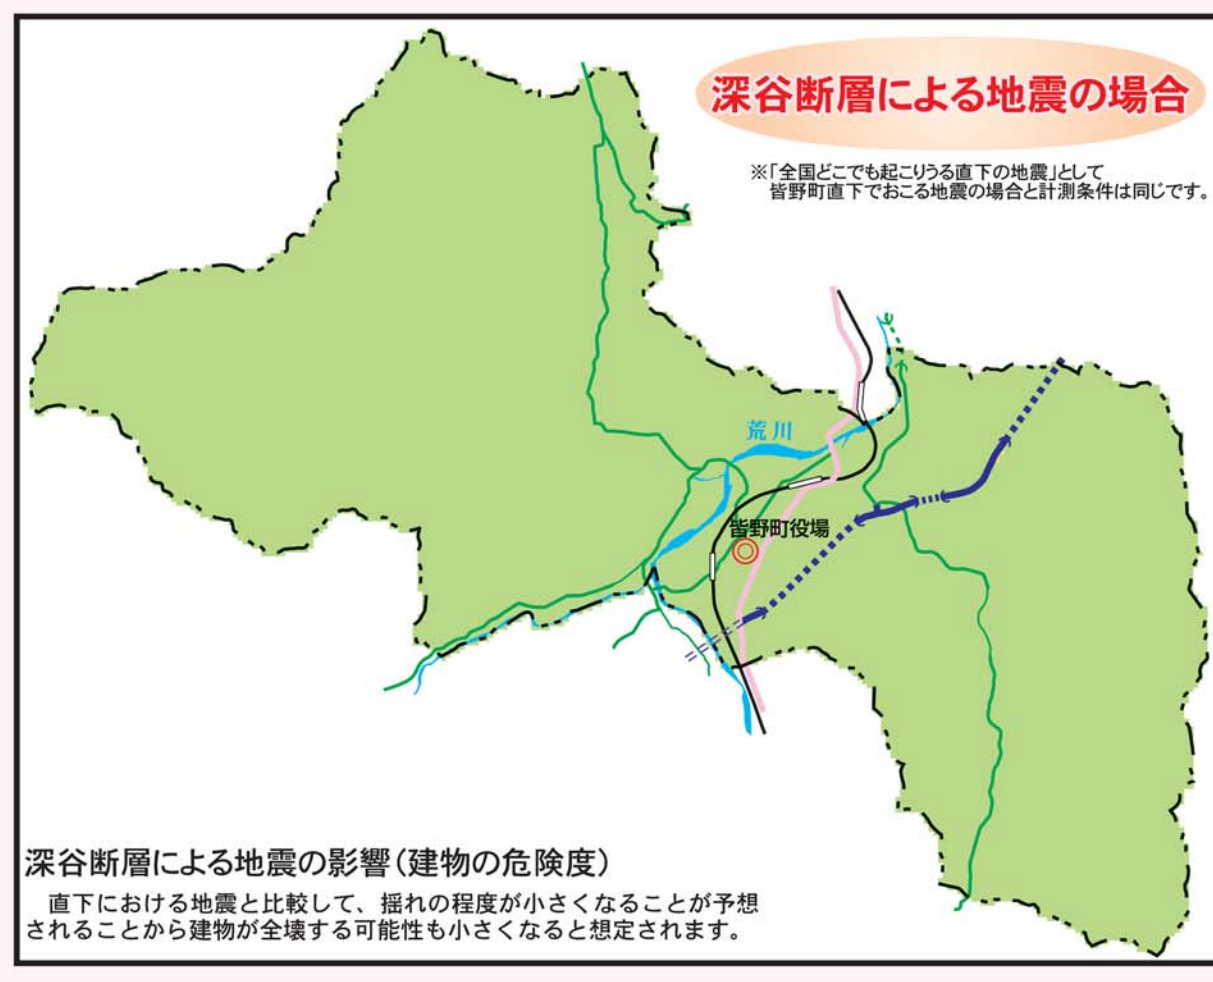 深谷断層による地震の場合
※「全国どこでも起こりうる直下の地震」として
皆野町直下でおこる地震の場合と計測条件は同じです。
荒川
皆野町役場
深谷断層による地震の影響（建物の危険度）
直下における地震と比較して、揺れの程度が小さくなることが予想
されることから建物が全壊する可能性も小さくなると想定されます。